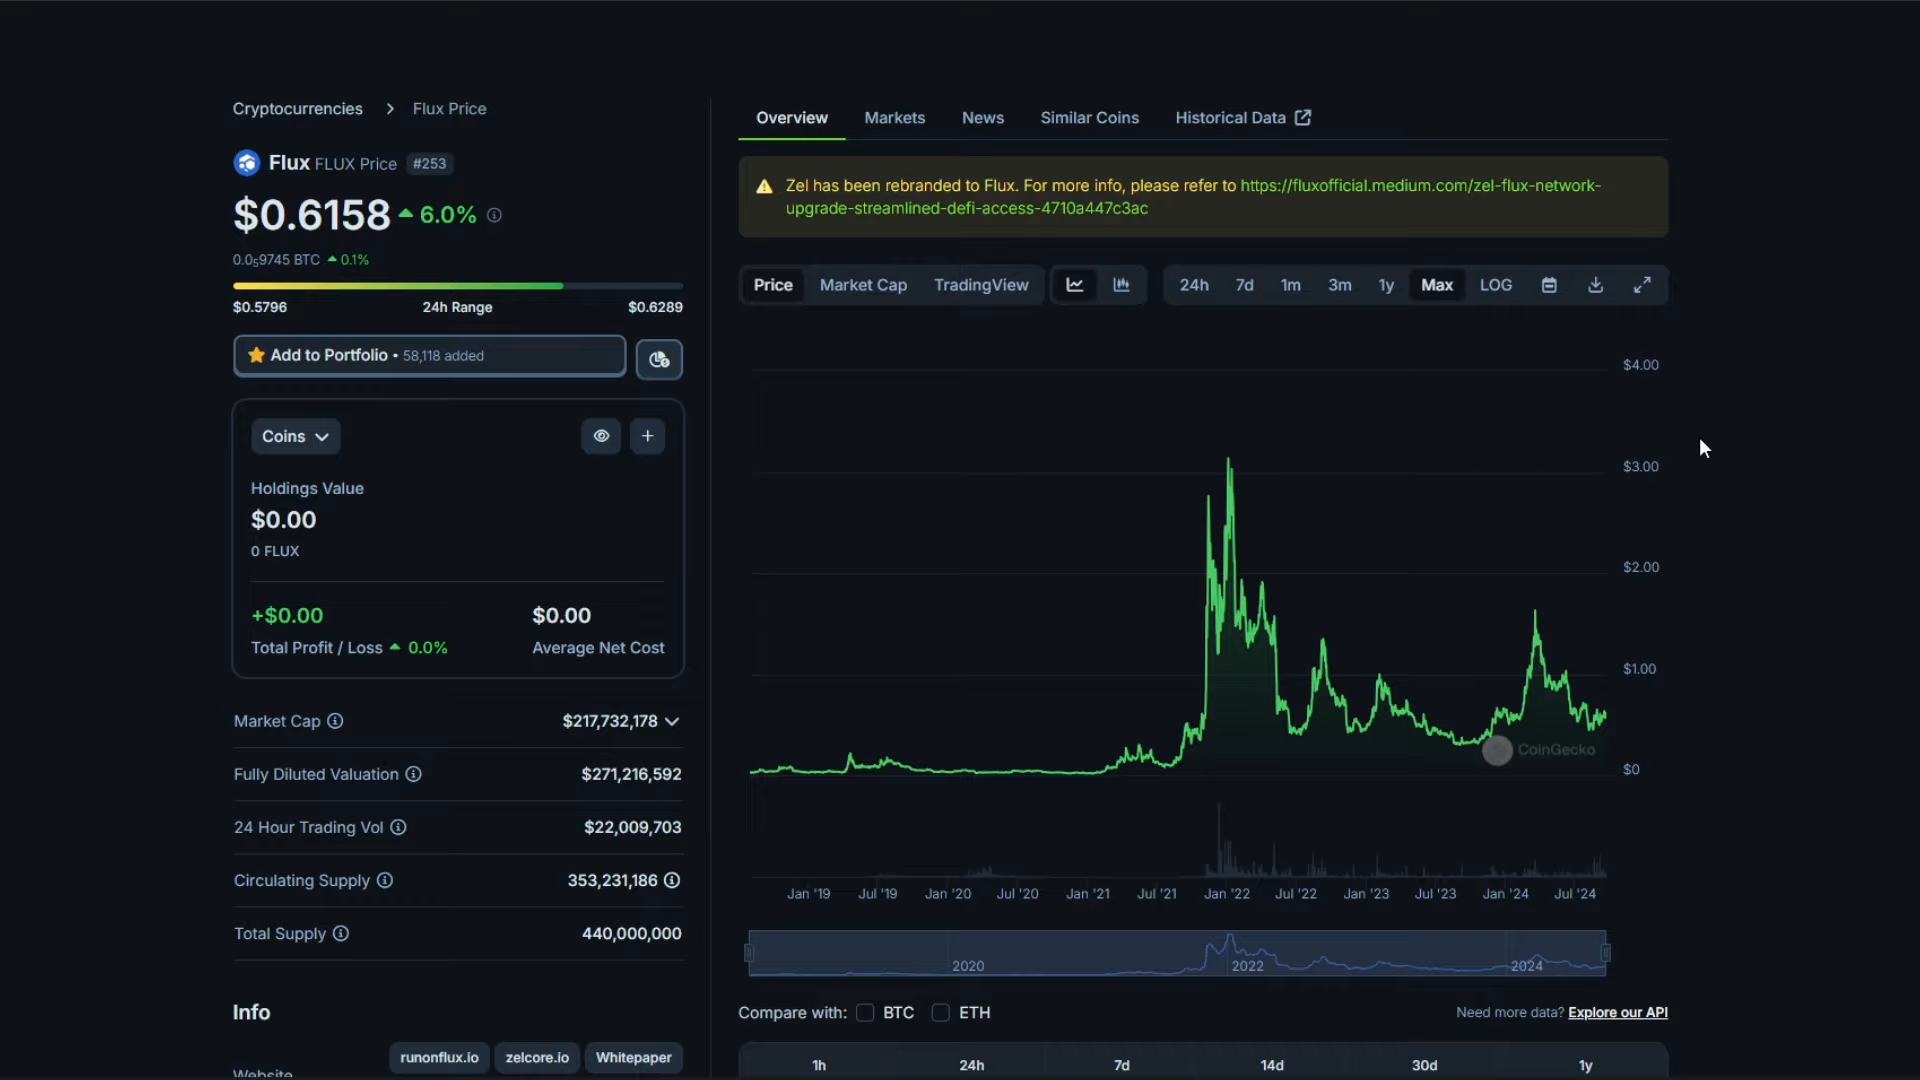 Cryptocurrencies > Flux Price
Flux FLUX Price #253
$0.6158 6.0%
0.0₅9745 BTC 0.1%
$0.5796 24h Range $0.6289
Add to Portfolio • 58,118 added
Coins
Holdings Value
$0.00
0 FLUX
+$0.00 $0.00
Total Profit / Loss 0.0% Average Net Cost
Market Cap $217,732,178
Fully Diluted Valuation $271,216,592
24 Hour Trading Vol $22,009,703
Circulating Supply 353,231,186
Total Supply 440,000,000
Info
Website runonflux.io zelcore.io Whitepaper
Overview Markets News Similar Coins Historical Data
Zel has been rebranded to Flux. For more info, please refer to https://fluxofficial.medium.com/zel-flux-network-
upgrade-streamlined-defi-access-4710a447c3ac
Price Market Cap TradingView 24h 7d 1m 3m 1y Max LOG
$4.00
$3.00
$2.00
$1.00
CoinGecko
$0
Jan '19 Jul '19 Jan '20 Jul '20 Jan '21 Jul '21 Jan '22 Jul '22 Jan '23 Jul '23 Jan '24 Jul '24
2020 2022 2024
Compare with: BTC ETH Need more data? Explore our API
1h 24h 7d 14d 30d 1y